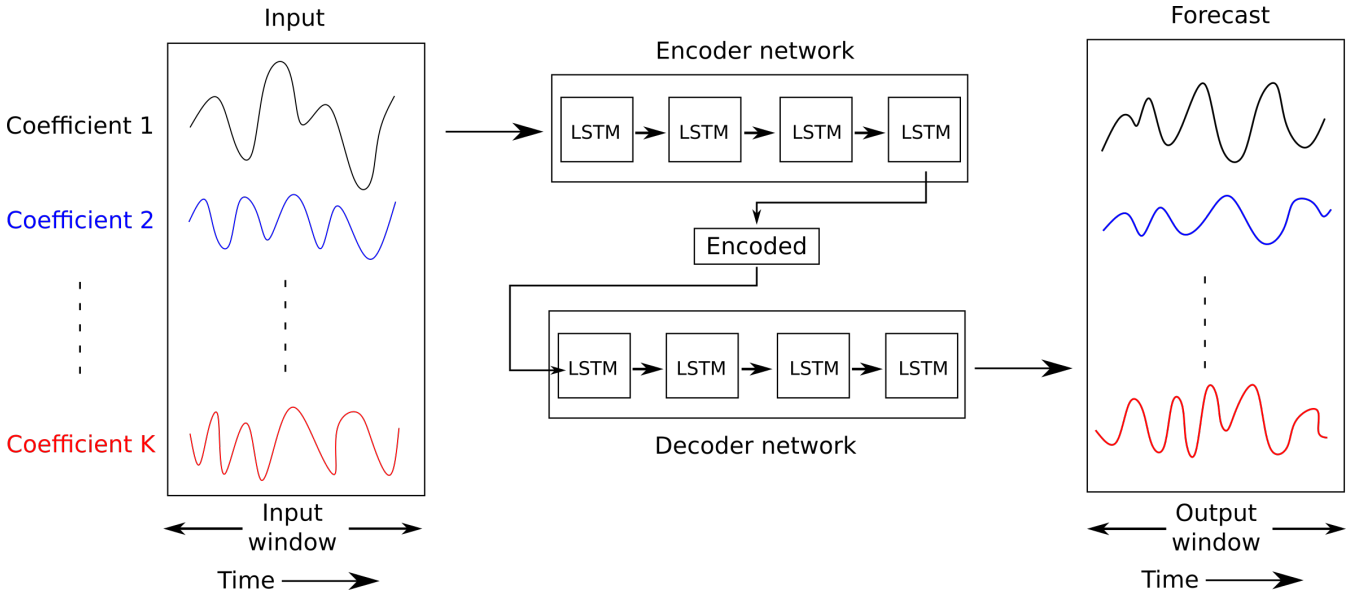 Input
Encoder network
Forecast
Coefficient 1
LSTM
LSTM
LSTM
LSTM
Coefficient 2
Encoded
LSTM
LSTM
LSTM
LSTM
Coefficient K
Decoder network
Input
window
Output
window
Time
Time